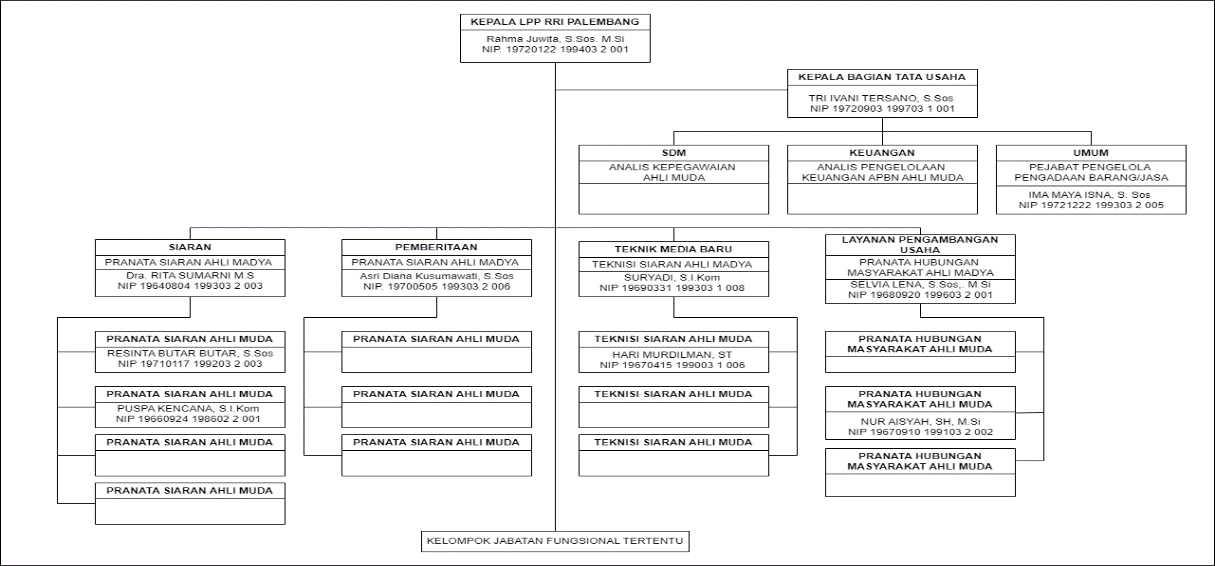 KEPALA LPP RRI PALEMBANG
Rahma Juwita, S.Sos. M.Si
NIP. 19720122 199403 2 001
KEPALA BAGIAN TATA USAHA
TRI IVANI TERSANO, S.Sos
NIP 19720903 199703 1 001
SDM
ANALIS KEPEGAWAIAN
AHLI MUDA
KEUANGAN
ANALIS PENGELOLAAN
KEUANGAN APBN AHLI MUDA
UMUM
PEJABAT PENGELOLA
PENGADAAN BARANG/JASA
IMA MAYA ISNA, S. Sos
NIP 19721222 199303 2 005
SIARAN
PRANATA SIARAN AHLI MADYA
Dra. RITA SUMARNI M.S
NIP 19640804 199303 2 003
PEMBERITAAN
PRANATA SIARAN AHLI MADYA
Asri Diana Kusumawati, S.Sos
NIP. 19700505 199303 2 006
TEKNIK MEDIA BARU
TEKNISI SIARAN AHLI MADYA
SURYADI, S.I.Kom
NIP 19690331 199303 1 008
LAYANAN PENGAMBANGAN
USAHA
PRANATA HUBUNGAN
MASYARAKAT AHLI MADYA
SELVIA LENA, S.Sos,. M.Si
NIP 19680920 199603 2 001
PRANATA SIARAN AHLI MUDA
RESINTA BUTAR BUTAR, S.Sos
NIP 19710117 199203 2 003
PRANATA SIARAN AHLI MUDA
PUSPA KENCANA, S.I.Kom
NIP 19660924 198602 2 001
PRANATA SIARAN AHLI MUDA
PRANATA SIARAN AHLI MUDA
PRANATA SIARAN AHLI MUDA
PRANATA SIARAN AHLI MUDA
PRANATA SIARAN AHLI MUDA
TEKNISI SIARAN AHLI MUDA
HARI MURDILMAN, ST
NIP 19670415 199003 1 006
TEKNISI SIARAN AHLI MUDA
TEKNISI SIARAN AHLI MUDA
PRANATA HUBUNGAN
MASYARAKAT AHLI MUDA
PRANATA HUBUNGAN
MASYARAKAT AHLI MUDA
NUR AISYAH, SH, M.Si
NIP 19670910 199103 2 002
PRANATA HUBUNGAN
MASYARAKAT AHLI MUDA
KELOMPOK JABATAN FUNGSIONAL TERTENTU